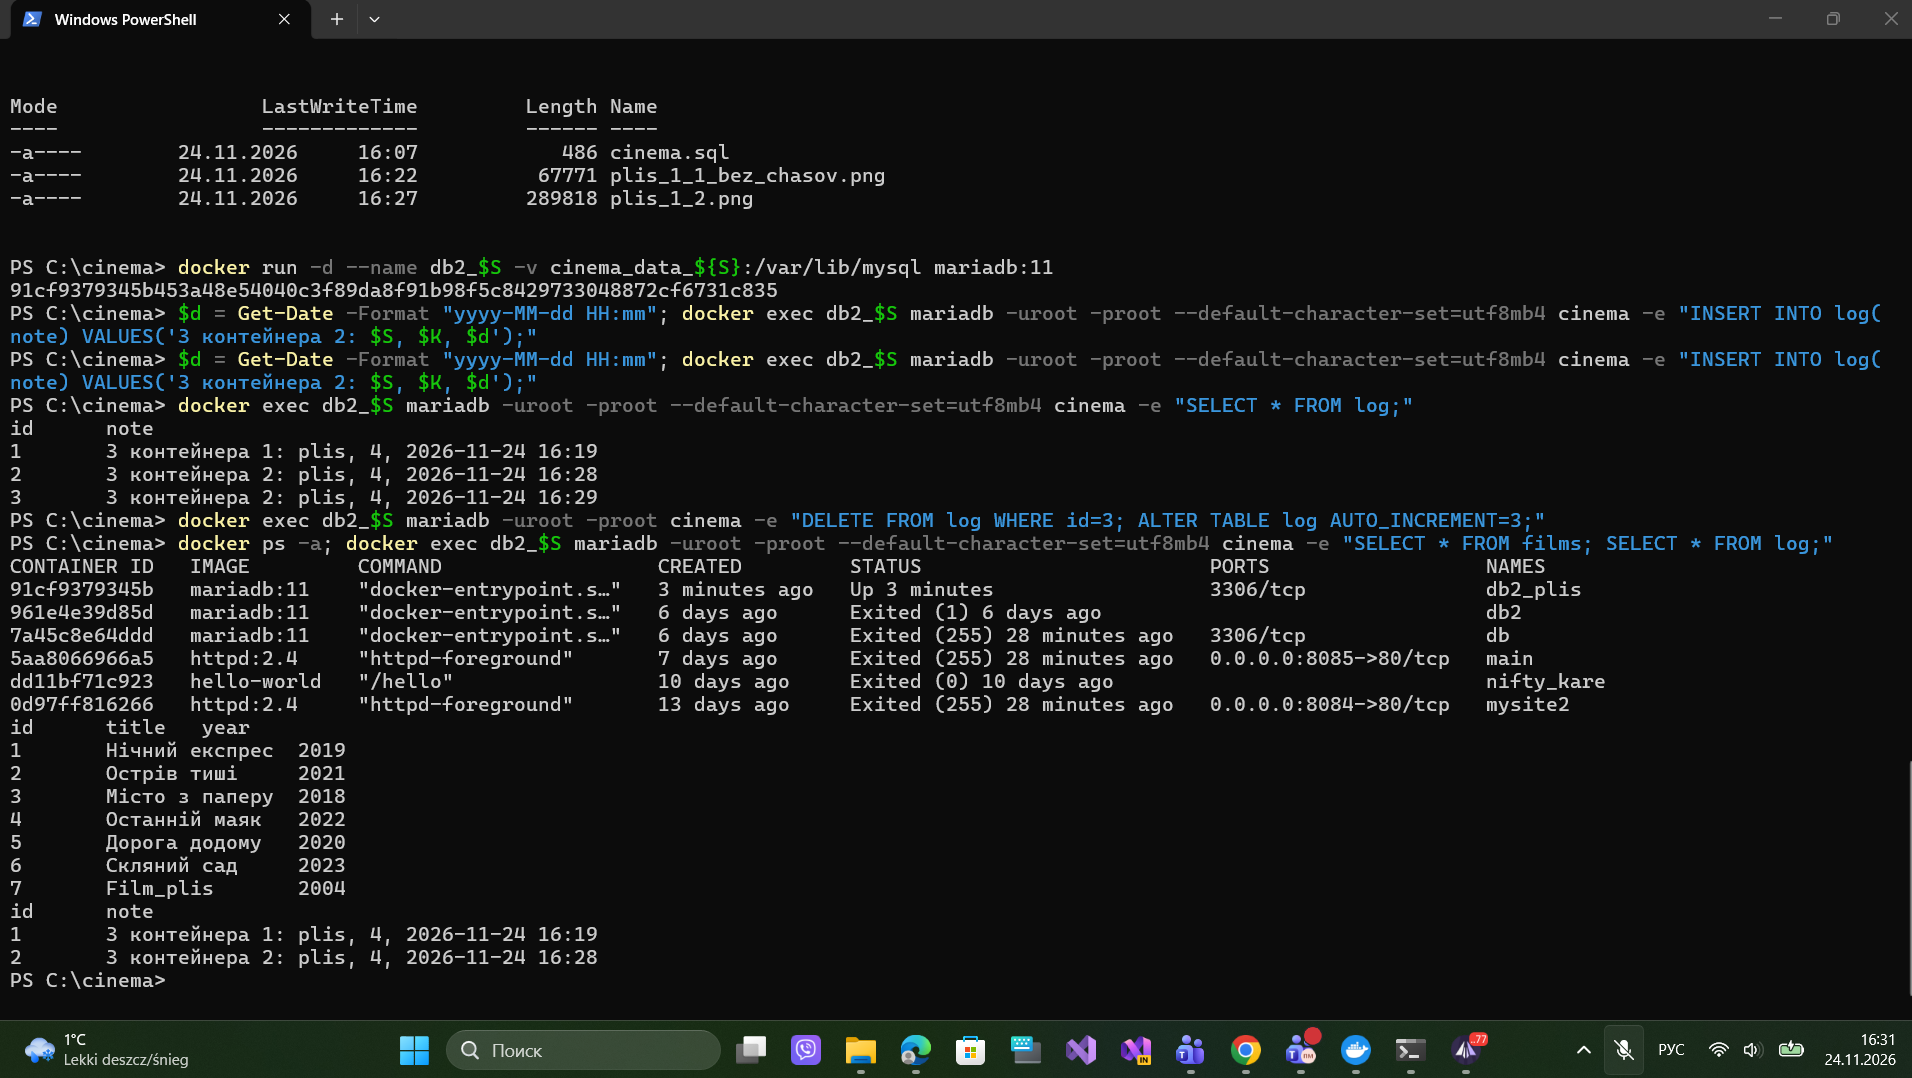 Windows PowerShell
Mode                 LastWriteTime         Length Name
----                 -------------         ------ ----
-a----        24.11.2026     16:07            486 cinema.sql
-a----        24.11.2026     16:22          67771 plis_1_1_bez_chasov.png
-a----        24.11.2026     16:27         289818 plis_1_2.png
PS C:\cinema> docker run -d --name db2_$S -v cinema_data_${S}:/var/lib/mysql mariadb:11
91cf9379345b453a48e54040c3f89da8f91b98f5c8429733048872cf6731c835
PS C:\cinema> $d = Get-Date -Format "yyyy-MM-dd HH:mm"; docker exec db2_$S mariadb -uroot -proot --default-character-set=utf8mb4 cinema -e "INSERT INTO log(
note) VALUES('З контейнера 2: $S, $K, $d');"
PS C:\cinema> $d = Get-Date -Format "yyyy-MM-dd HH:mm"; docker exec db2_$S mariadb -uroot -proot --default-character-set=utf8mb4 cinema -e "INSERT INTO log(
note) VALUES('З контейнера 2: $S, $K, $d');"
PS C:\cinema> docker exec db2_$S mariadb -uroot -proot --default-character-set=utf8mb4 cinema -e "SELECT * FROM log;"
id      note
1       З контейнера 1: plis, 4, 2026-11-24 16:19
2       З контейнера 2: plis, 4, 2026-11-24 16:28
3       З контейнера 2: plis, 4, 2026-11-24 16:29
PS C:\cinema> docker exec db2_$S mariadb -uroot -proot cinema -e "DELETE FROM log WHERE id=3; ALTER TABLE log AUTO_INCREMENT=3;"
PS C:\cinema> docker ps -a; docker exec db2_$S mariadb -uroot -proot --default-character-set=utf8mb4 cinema -e "SELECT * FROM films; SELECT * FROM log;"
CONTAINER ID   IMAGE         COMMAND                  CREATED         STATUS                        PORTS                  NAMES
91cf9379345b   mariadb:11    "docker-entrypoint.s…"   3 minutes ago   Up 3 minutes                  3306/tcp               db2_plis
961e4e39d85d   mariadb:11    "docker-entrypoint.s…"   6 days ago      Exited (1) 6 days ago                                db2
7a45c8e64ddd   mariadb:11    "docker-entrypoint.s…"   6 days ago      Exited (255) 28 minutes ago   3306/tcp               db
5aa8066966a5   httpd:2.4     "httpd-foreground"       7 days ago      Exited (255) 28 minutes ago   0.0.0.0:8085->80/tcp   main
dd11bf71c923   hello-world   "/hello"                 10 days ago     Exited (0) 10 days ago                               nifty_kare
0d97ff816266   httpd:2.4     "httpd-foreground"       13 days ago     Exited (255) 28 minutes ago   0.0.0.0:8084->80/tcp   mysite2
id      title   year
1       Нічний експрес  2019
2       Острів тиші     2021
3       Місто з паперу  2018
4       Останній маяк   2022
5       Дорога додому   2020
6       Скляний сад     2023
7       Film_plis       2004
id      note
1       З контейнера 1: plis, 4, 2026-11-24 16:19
2       З контейнера 2: plis, 4, 2026-11-24 16:28
PS C:\cinema>
1°C
Lekki deszcz/śnieg
Поиск
РУС
16:31
24.11.2026